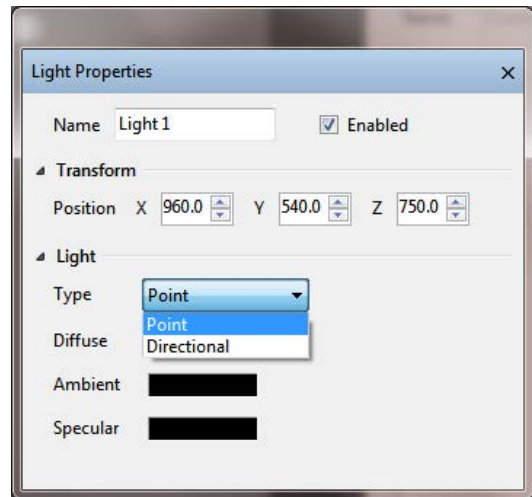 Light Properties
Name Light 1 Enabled
Transform
Position X 960.0 Y 540.0 Z 750.0
Light
Type Point
Point
Diffuse
Directional
Ambient
Specular